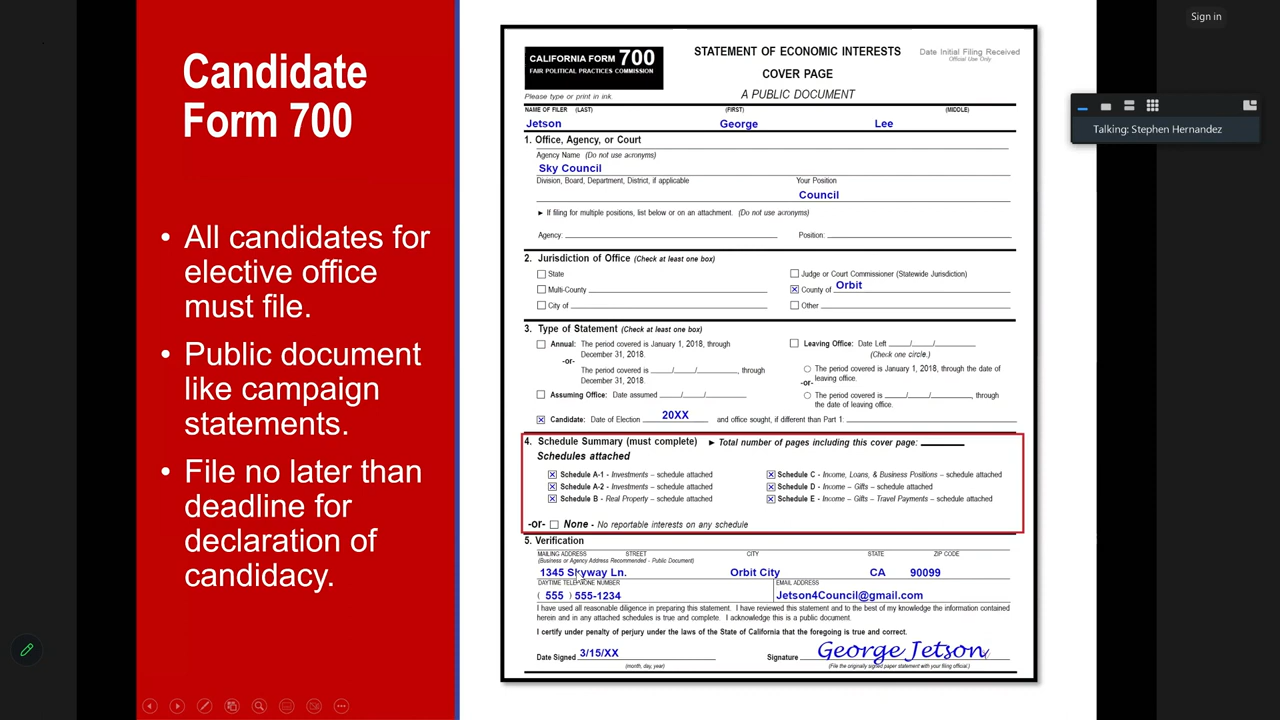 Sign in
Talking: Stephen Hernandez
Candidate
Form 700
• All candidates for
elective office
must file.
• Public document
like campaign
statements.
• File no later than
deadline for
declaration of
candidacy.
CALIFORNIA FORM 700
FAIR POLITICAL PRACTICES COMMISSION
STATEMENT OF ECONOMIC INTERESTS
COVER PAGE
A PUBLIC DOCUMENT
Date Initial Filing Received
Official Use Only
Please type or print in ink.
NAME OF FILER (LAST) (FIRST) (MIDDLE)
Jetson George Lee
1. Office, Agency, or Court
Agency Name (Do not use acronyms)
Sky Council
Division, Board, Department, District, if applicable Your Position
Council
► If filing for multiple positions, list below or on an attachment. (Do not use acronyms)
Agency: Position:
2. Jurisdiction of Office (Check at least one box)
State Judge or Court Commissioner (Statewide Jurisdiction)
Multi-County County of Orbit
City of Other
3. Type of Statement (Check at least one box)
Annual: The period covered is January 1, 2018, through
December 31, 2018.
-or-
The period covered is ___/___/___, through
December 31, 2018.
Assuming Office: Date assumed ___/___/___
Leaving Office: Date Left ___/___/___
(Check one circle.)
The period covered is January 1, 2018, through the date of
leaving office.
-or-
The period covered is ___/___/___, through
the date of leaving office.
Candidate: Date of Election 20XX and office sought, if different than Part 1:
4. Schedule Summary (must complete) ► Total number of pages including this cover page:
Schedules attached
Schedule A-1 - Investments – schedule attached
Schedule A-2 - Investments – schedule attached
Schedule B - Real Property – schedule attached
Schedule C - Income, Loans, & Business Positions – schedule attached
Schedule D - Income – Gifts – schedule attached
Schedule E - Income – Gifts – Travel Payments – schedule attached
-or- None - No reportable interests on any schedule
5. Verification
MAILING ADDRESS STREET CITY STATE ZIP CODE
(Business or Agency Address Recommended - Public Document)
1345 Skyway Ln. Orbit City CA 90099
DAYTIME TELEPHONE NUMBER EMAIL ADDRESS
( 555 ) 555-1234 Jetson4Council@gmail.com
I have used all reasonable diligence in preparing this statement. I have reviewed this statement and to the best of my knowledge the information contained
herein and in any attached schedules is true and complete. I acknowledge this is a public document.
I certify under penalty of perjury under the laws of the State of California that the foregoing is true and correct.
Date Signed 3/15/XX Signature George Jetson
(month, day, year) (File the originally signed paper statement with your filing official.)